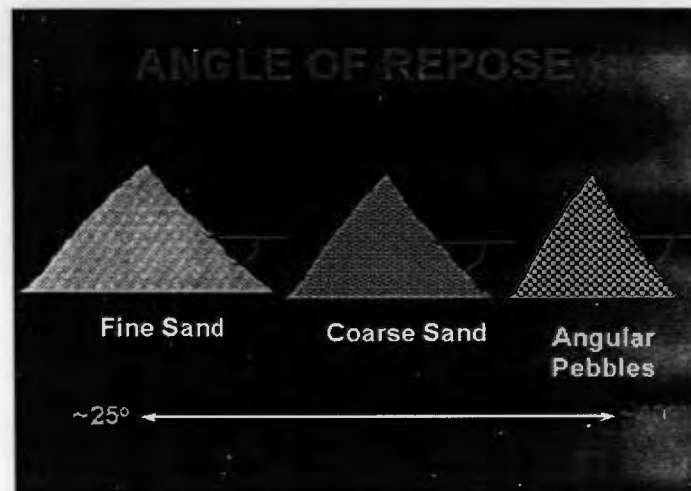 ANGLE OF REPOSE
Fine Sand
Coarse Sand
Angular
Pebbles
~25°